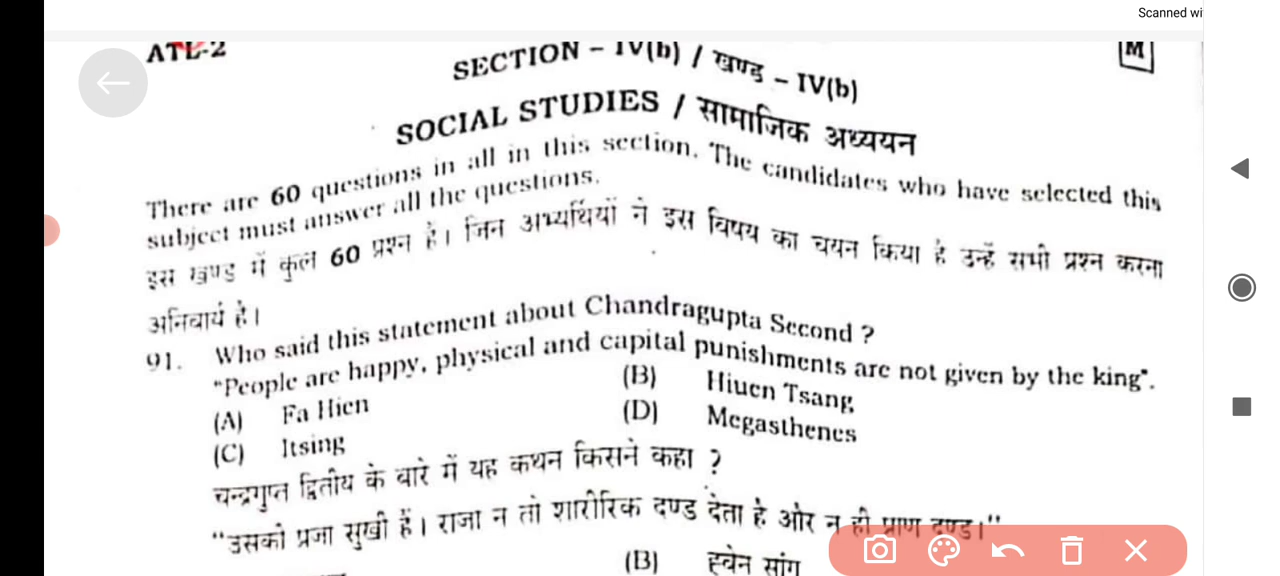 Scanned wi
ATL-2
M
SECTION – IV(b) / खण्ड – IV(b)
SOCIAL STUDIES / सामाजिक अध्ययन
There are 60 questions in all in this section. The candidates who have selected this
subject must answer all the questions.
इस खण्ड में कुल 60 प्रश्न हैं। जिन अभ्यर्थियों ने इस विषय का चयन किया है उन्हें सभी प्रश्न करना
अनिवार्य है।
91. Who said this statement about Chandragupta Second ?
"People are happy, physical and capital punishments are not given by the king".
(A) Fa Hien (B) Hiuen Tsang
(C) Itsing (D) Megasthenes
चन्द्रगुप्त द्वितीय के बारे में यह कथन किसने कहा ?
"उसकी प्रजा सुखी हैं। राजा न तो शारीरिक दण्ड देता है और न ही प्राण दण्ड।"
(B) ह्वेन सांग